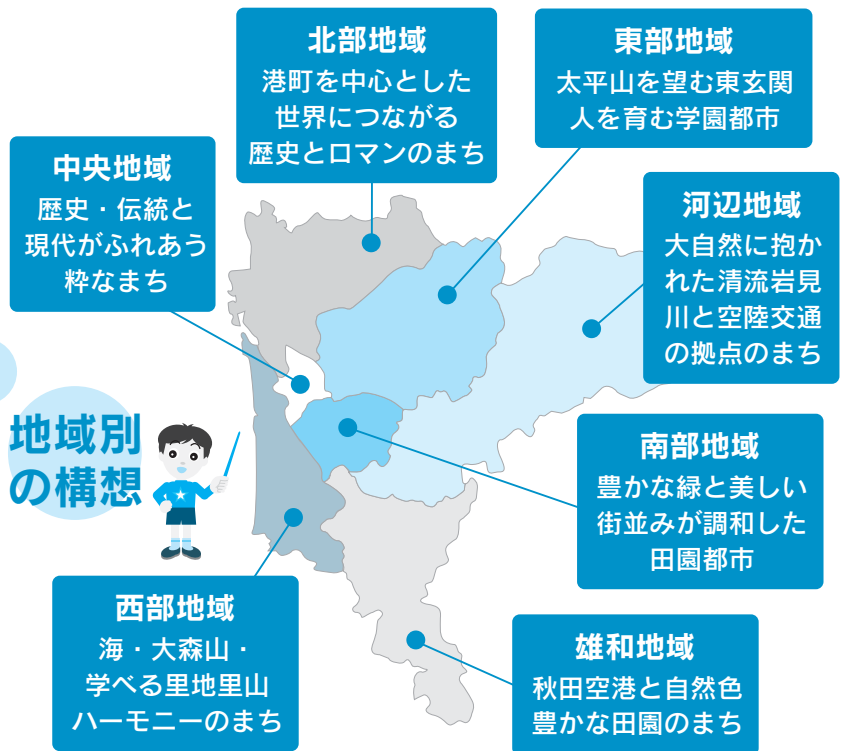 北部地域
港町を中心とした
世界につながる
歴史とロマンのまち
東部地域
太平山を望む東玄関
人を育む学園都市
中央地域
歴史・伝統と
現代がふれあう
粋なまち
河辺地域
大自然に抱か
れた清流岩見
川と空陸交通
の拠点のまち
地域別
の構想
南部地域
豊かな緑と美しい
街並みが調和した
田園都市
西部地域
海・大森山・
学べる里地里山
ハーモニーのまち
雄和地域
秋田空港と自然色
豊かな田園のまち